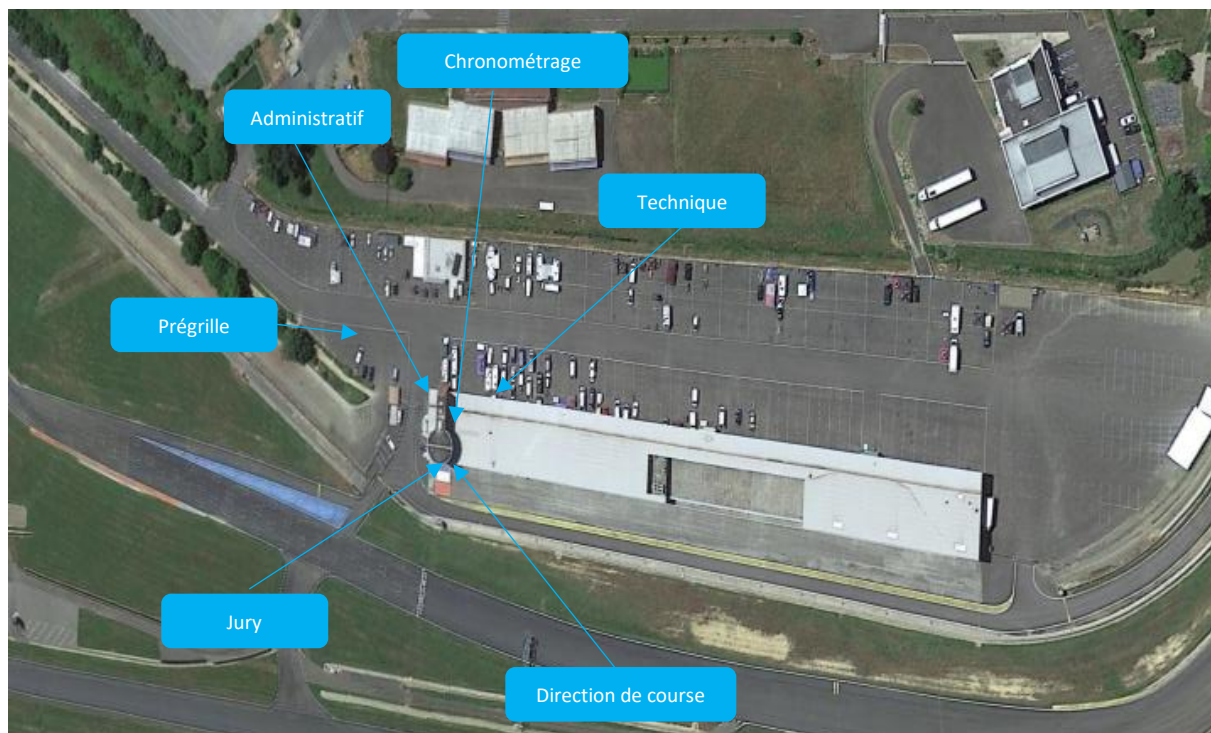 Chronométrage
Administratif
Technique
Prégrille
Jury
Direction de course